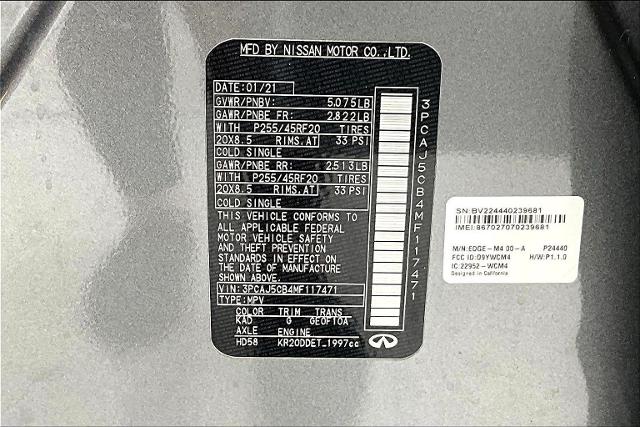 MFD BY NISSAN MOTOR CO.,LTD.
DATE:01/21
GVWR/PNBV: 5,075LB
GAWR/PNBE FR: 2,822LB
WITH P255/45RF20 TIRES
20X8.5 RIMS,AT 33 PSI
COLD SINGLE
GAWR/PNBE RR: 2,513LB
WITH P255/45RF20 TIRES
20X8.5 RIMS,AT 33 PSI
COLD SINGLE
THIS VEHICLE CONFORMS TO
ALL APPLICABLE FEDERAL
MOTOR VEHICLE SAFETY
AND THEFT PREVENTION
STANDARDS IN EFFECT ON
THE DATE OF MANUFACTURE
SHOWN ABOVE.
VIN:3PCAJ5CB4MF117471
TYPE:MPV
COLOR TRIM TRANS
KAD G GE0F10A
AXLE ENGINE
HD58 KR20DDET 1997cc
3PCAJ5CB4MF117471
INFINITI
SN:BV224440239681
IMEI:867027070239681
M/N:EDGE-M4 00-A P24440
FCC ID:D9YWCM4 H/W:P1.1.0
IC:22952-WCM4
Designed in California